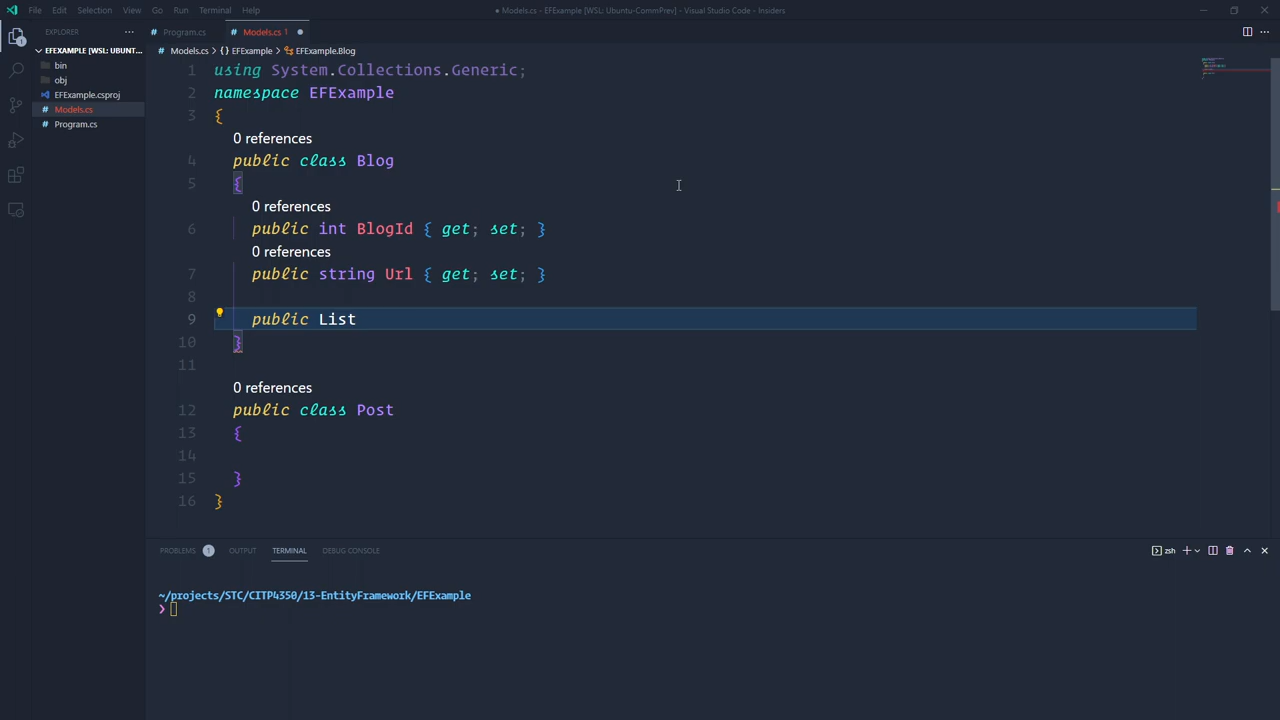 File Edit Selection View Go Run Terminal Help
● Models.cs - EFExample [WSL: Ubuntu-CommPrev] - Visual Studio Code - Insiders
EXPLORER
1
EFEXAMPLE [WSL: UBUNT...
bin
obj
EFExample.csproj
# Models.cs
# Program.cs
# Program.cs
# Models.cs 1 ●
# Models.cs > {} EFExample > EFExample.Blog
1 using System.Collections.Generic;
2 namespace EFExample
3 {
0 references
4 public class Blog
5 {
0 references
6 public int BlogId { get; set; }
0 references
7 public string Url { get; set; }
8
9 public List
10 }
11
0 references
12 public class Post
13 {
14
15 }
16 }
PROBLEMS 1 OUTPUT TERMINAL DEBUG CONSOLE
zsh
~/projects/STC/CITP4350/13-EntityFramework/EFExample
❯